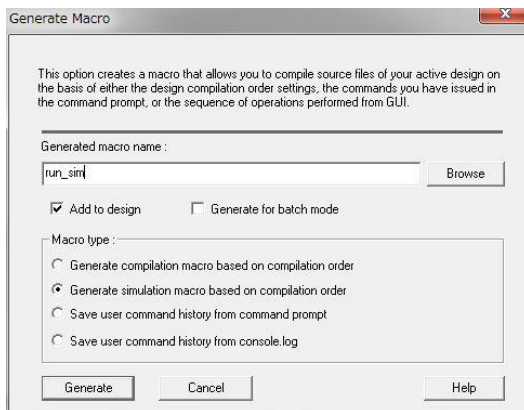 Generate Macro
This option creates a macro that allows you to compile source files of your active design on
the basis of either the design compilation order settings, the commands you have issued in
the command prompt, or the sequence of operations performed from GUI.
Generated macro name :
run_sim
Browse
Add to design
Generate for batch mode
Macro type :
Generate compilation macro based on compilation order
Generate simulation macro based on compilation order
Save user command history from command prompt
Save user command history from console.log
Generate
Cancel
Help